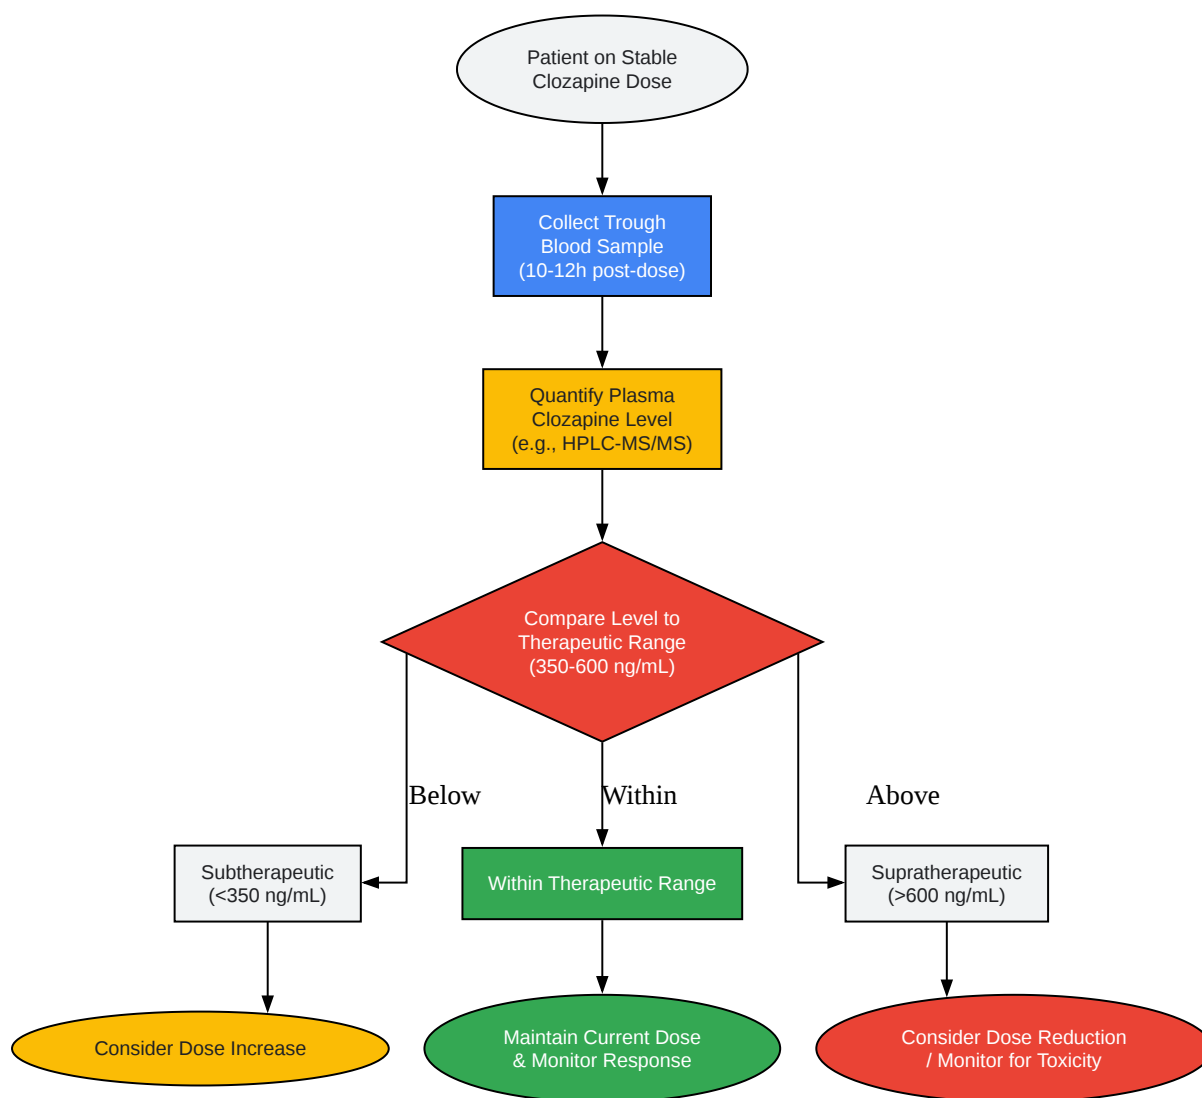 Patient on Stable
Clozapine Dose
Collect Trough
Blood Sample
(10-12h post-dose)
Quantify Plasma
Clozapine Level
(e.g., HPLC-MS/MS)
Compare Level to
Therapeutic Range
(350-600 ng/mL)
Below
Within
Above
Subtherapeutic
(<350 ng/mL)
Within Therapeutic Range
Supratherapeutic
(>600 ng/mL)
Consider Dose Increase
Maintain Current Dose
& Monitor Response
Consider Dose Reduction
/ Monitor for Toxicity